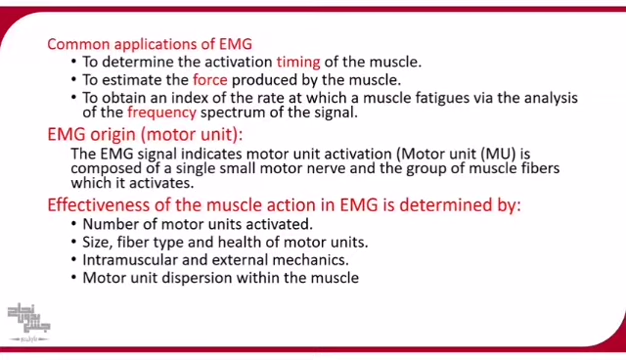 Common applications of EMG
• To determine the activation timing of the muscle.
• To estimate the force produced by the muscle.
• To obtain an index of the rate at which a muscle fatigues via the analysis
of the frequency spectrum of the signal.
EMG origin (motor unit):
The EMG signal indicates motor unit activation (Motor unit (MU) is
composed of a single small motor nerve and the group of muscle fibers
which it activates.
Effectiveness of the muscle action in EMG is determined by:
• Number of motor units activated.
• Size, fiber type and health of motor units.
• Intramuscular and external mechanics.
• Motor unit dispersion within the muscle